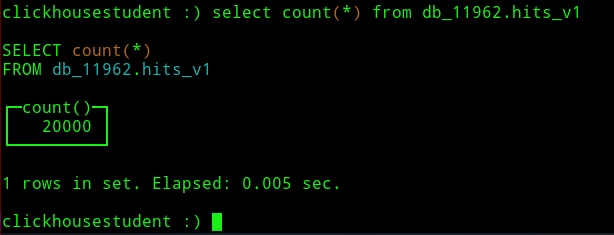 clickhousestudent :) select count(*) from db_11962.hits_v1
SELECT count(*)
FROM db_11962.hits_v1
count()
20000
1 rows in set. Elapsed: 0.005 sec.
clickhousestudent :)